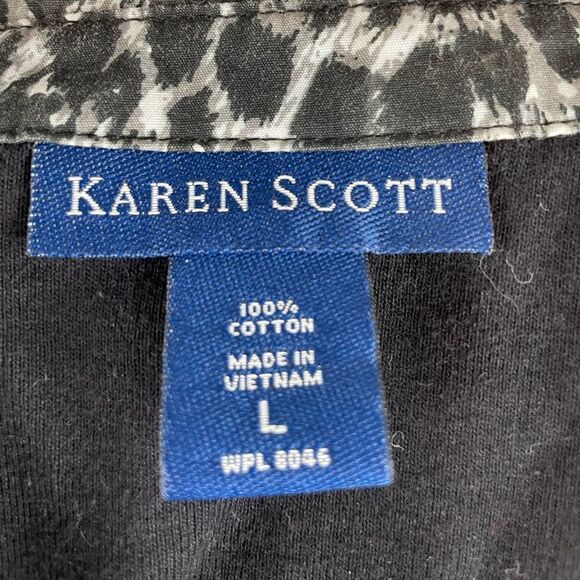 KAREN SCOTT
100%
COTTON
MADE IN
VIETNAM
L
WPL 8046